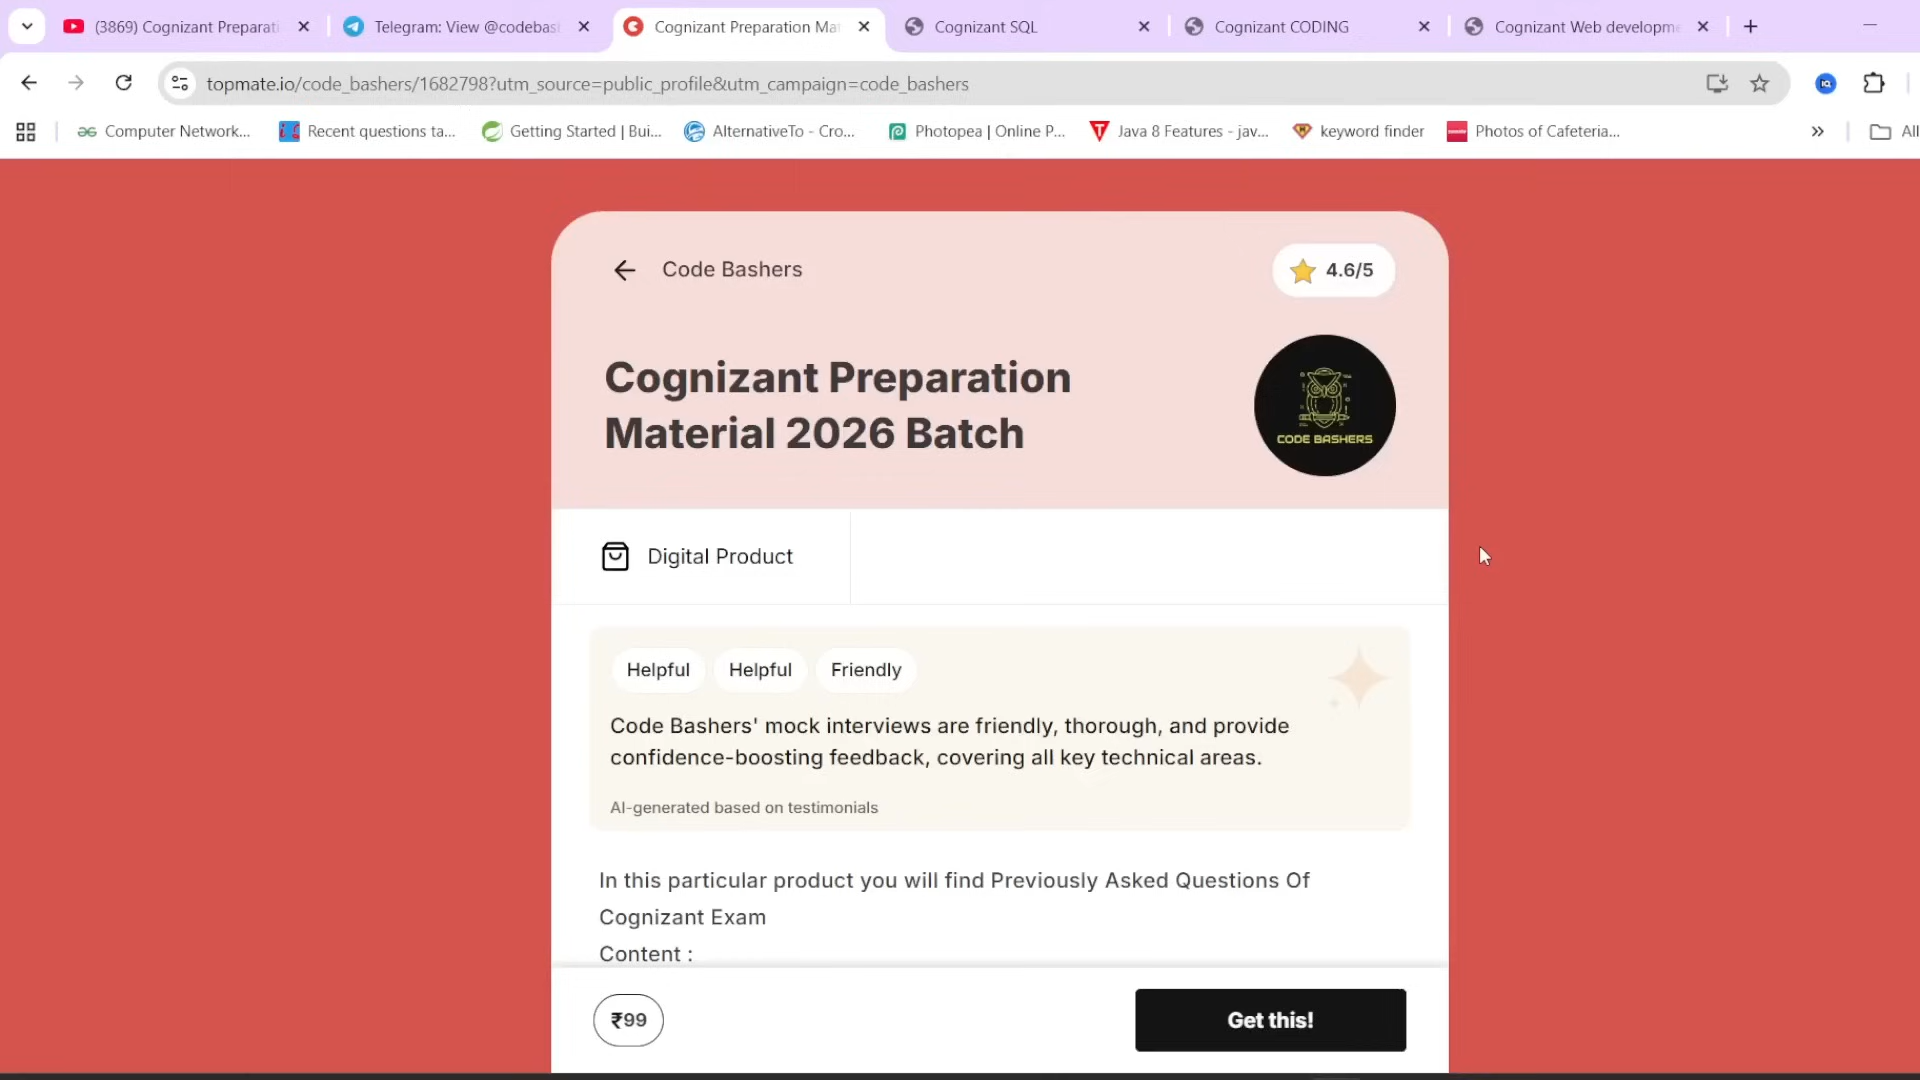 (3869) Cognizant Preparati
Telegram: View @codebas
Cognizant Preparation Mat
Cognizant SQL
Cognizant CODING
Cognizant Web developme
topmate.io/code_bashers/1682798?utm_source=public_profile&utm_campaign=code_bashers
Computer Network...
Recent questions ta...
Getting Started | Bui...
AlternativeTo - Cro...
Photopea | Online P...
Java 8 Features - jav...
keyword finder
Photos of Cafeteria...
All
Code Bashers
4.6/5
Cognizant Preparation
Material 2026 Batch
CODE BASHERS
Digital Product
Helpful
Helpful
Friendly
Code Bashers' mock interviews are friendly, thorough, and provide
confidence-boosting feedback, covering all key technical areas.
AI-generated based on testimonials
In this particular product you will find Previously Asked Questions Of
Cognizant Exam
Content :
₹99
Get this!